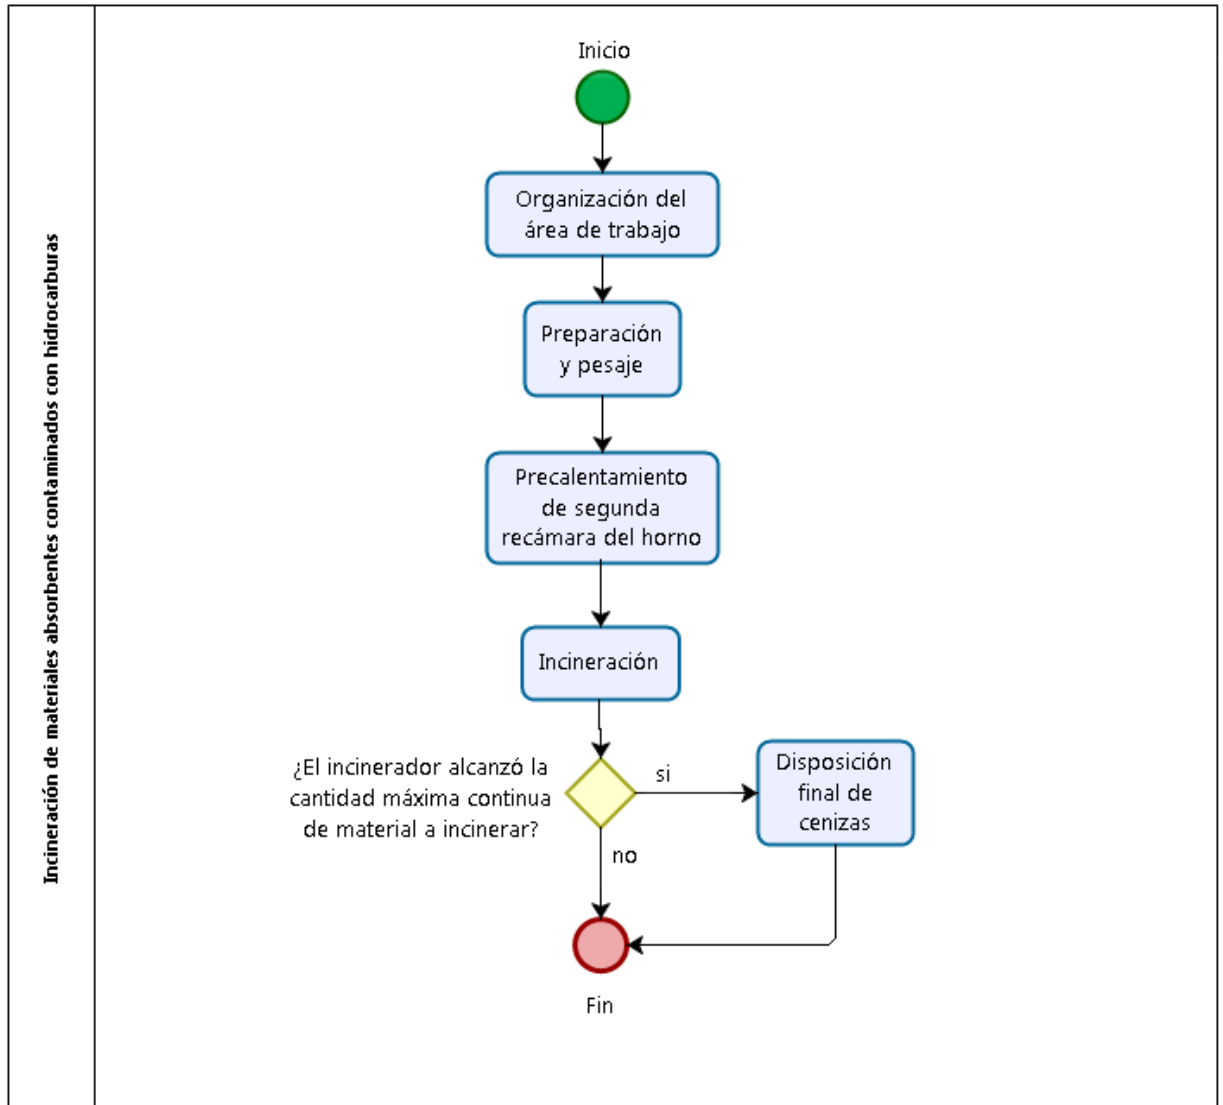 Incineración de materiales absorbentes contaminados con hidrocarburas
Inicio
Organización del
área de trabajo
Preparación
y pesaje
Precalentamiento
de segunda
recámara del horno
Incineración
¿El incinerador alcanzó la
cantidad máxima continua
de material a incinerar?
si
Disposición
final de
cenizas
no
Fin